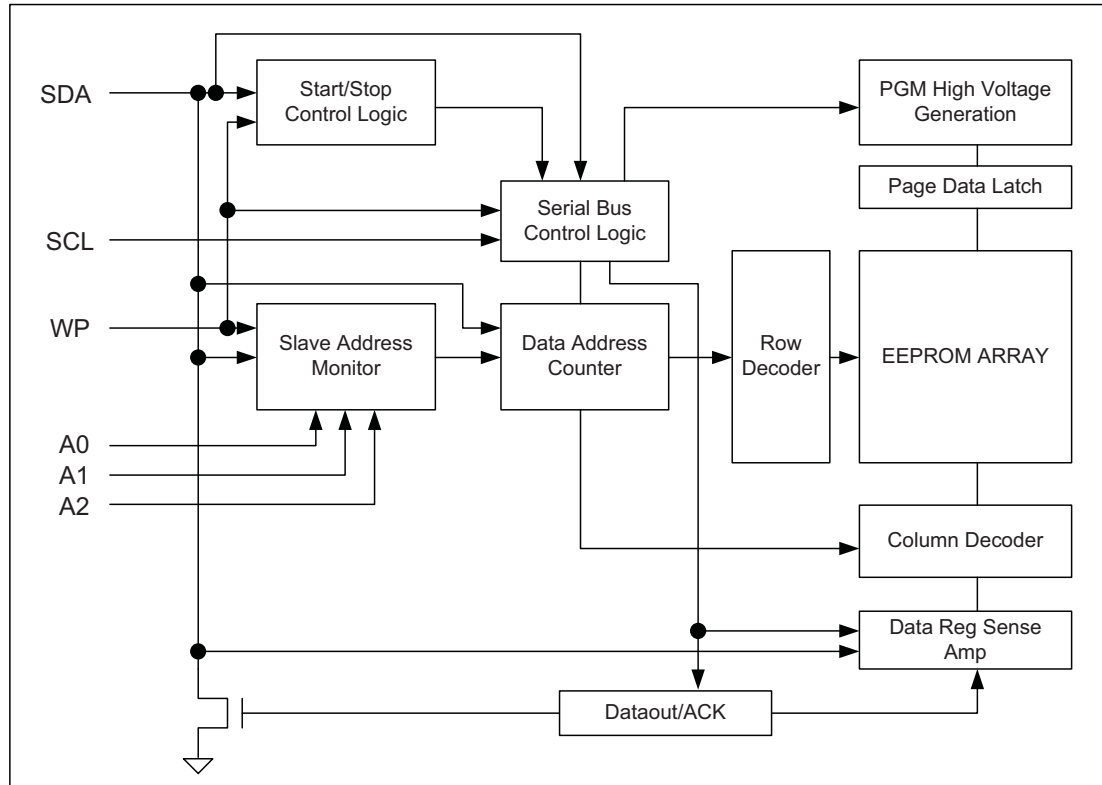 SDA
Start/Stop
Control Logic
PGM High Voltage
Generation
Page Data Latch
Serial Bus
Control Logic
SCL
WP
Slave Address
Monitor
Data Address
Counter
Row
Decoder
EEPROM ARRAY
A0
A1
A2
Column Decoder
Data Reg Sense
Amp
Dataout/ACK